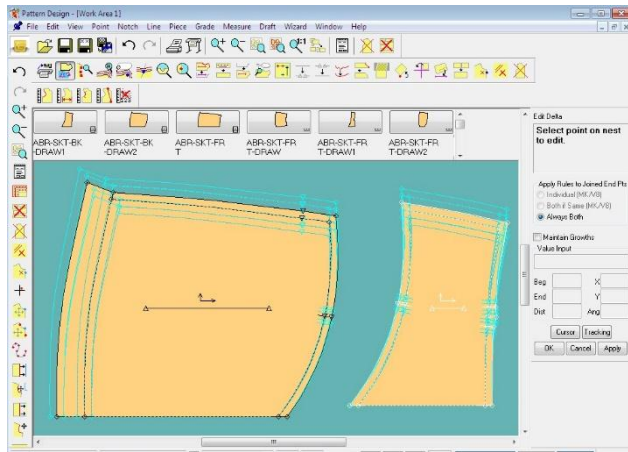 Pattern Design - [Work Area 1]
File Edit View Point Notch Line Piece Grade Measure Draft Wizard Window Help
ABR-SKT-BK
-DRAW1
ABR-SKT-BK
-DRAW2
ABR-SKT-FR
T
ABR-SKT-FR
T-DRAW
ABR-SKT-FR
T-DRAW1
ABR-SKT-FR
T-DRAW2
Edit Delta
Select point on nest
to edit.
Apply Rules to Joined End Pts
Individual (MK/V8)
Both if Same (MK/V8)
Always Both
Maintain Growths
Value Input
Beg X
End Y
Dist Ang
Cursor Tracking
OK Cancel Apply